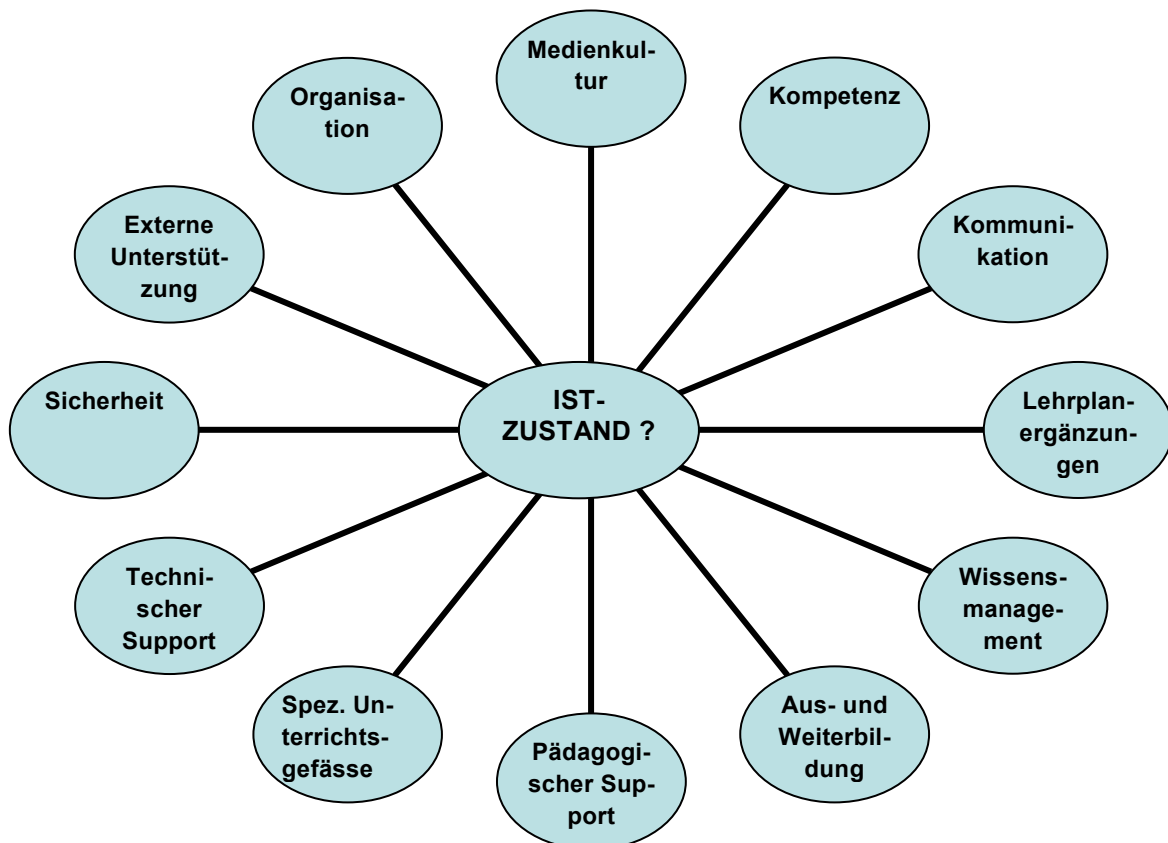 Medienkul-
tur
Organisa-
tion
Kompetenz
Externe
Unterstüt-
zung
Kommuni-
kation
Sicherheit
IST-
ZUSTAND ?
Lehrplan-
ergänzun-
gen
Techni-
scher
Support
Wissens-
manage-
ment
Spez. Un-
terrichts-
gefässe
Pädagogi-
scher Sup-
port
Aus- und
Weiterbil-
dung